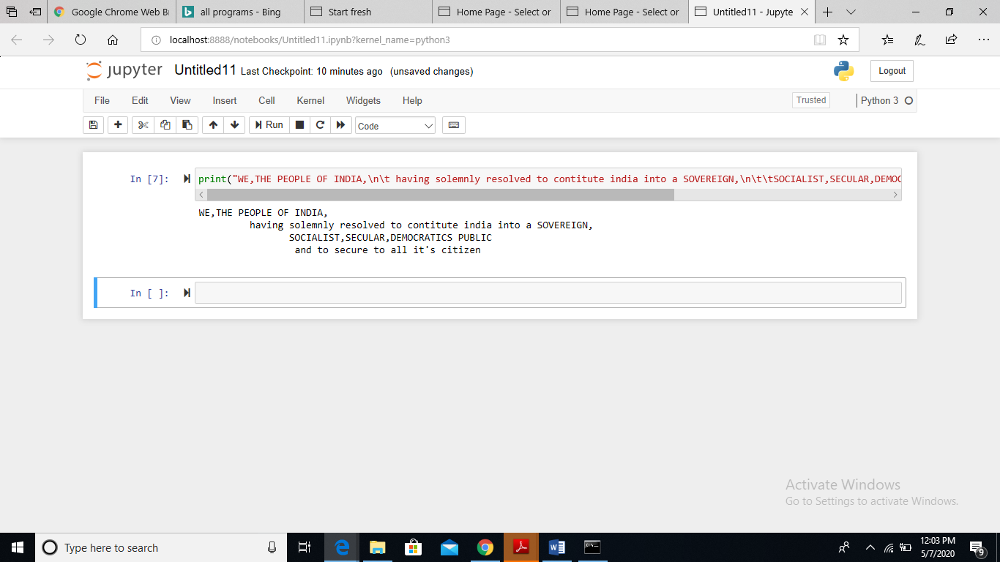 Google Chrome Web Bi
all programs - Bing
Start fresh
Home Page - Select or
Home Page - Select or
Untitled11 - Jupyte
localhost:8888/notebooks/Untitled11.ipynb?kernel_name=python3
jupyter Untitled11 Last Checkpoint: 10 minutes ago (unsaved changes)
Logout
File Edit View Insert Cell Kernel Widgets Help
Trusted
Python 3
Run
Code
In [7]:
print("WE,THE PEOPLE OF INDIA,\n\t having solemnly resolved to contitute india into a SOVEREIGN,\n\t\tSOCIALIST,SECULAR,DEMOC
WE,THE PEOPLE OF INDIA,
having solemnly resolved to contitute india into a SOVEREIGN,
SOCIALIST,SECULAR,DEMOCRATICS PUBLIC
and to secure to all it's citizen
In [ ]:
Activate Windows
Go to Settings to activate Windows.
Type here to search
12:03 PM
5/7/2020
9